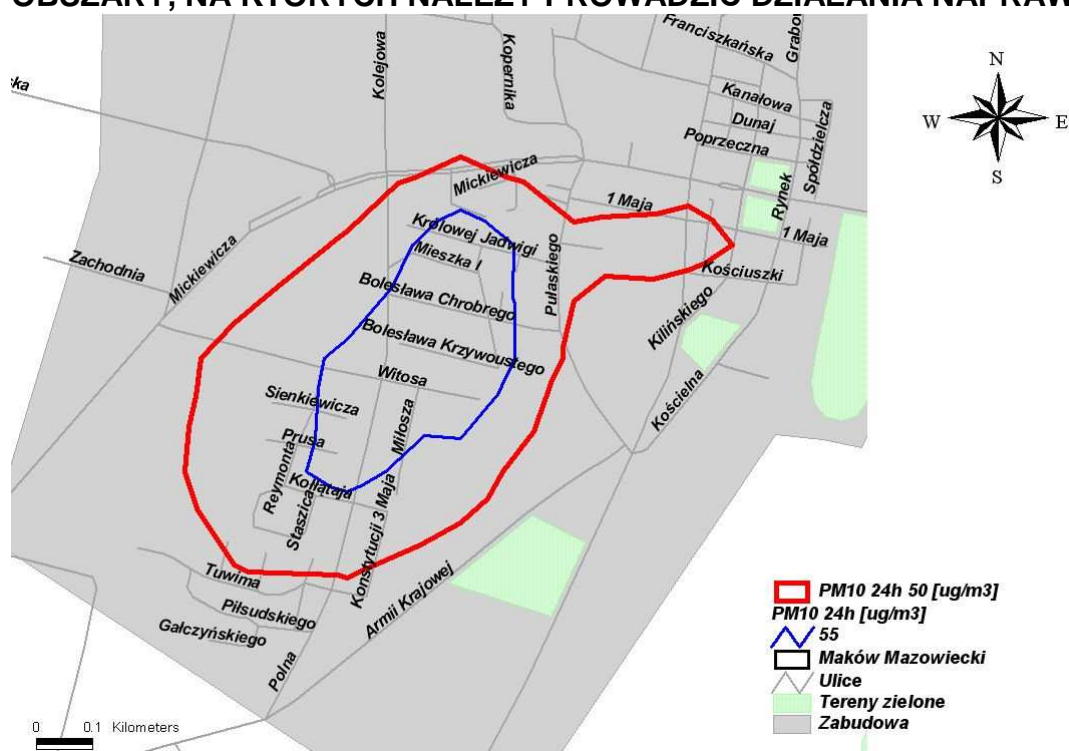 OBSZARY, NA KTÓRYCH NALEŻY PROWADZIĆ DZIAŁANIA NAPRAW
Franciszkańska
Grabow
Kolejowa
Kopernika
ska
Kanałowa
Dunaj
Poprzeczna
Spółdzielcza
N
W
E
S
Mickiewicza
1 Maja
Rynek
1 Maja
Królowej Jadwigi
Mieszka I
Pułaskiego
Kościuszki
Zachodnia
Mickiewicza
Bolesława Chrobrego
Kilińskiego
Bolesława Krzywoustego
Witosa
Kościelna
Sienkiewicza
Miłosza
Prusa
Reymonta
Kołłątaja
Staszica
Konstytucji 3 Maja
Tuwima
Armii Krajowej
Piłsudskiego
Gałczyńskiego
Polna
PM10 24h 50 [ug/m3]
PM10 24h [ug/m3]
55
Maków Mazowiecki
Ulice
Tereny zielone
Zabudowa
0 0.1 Kilometers